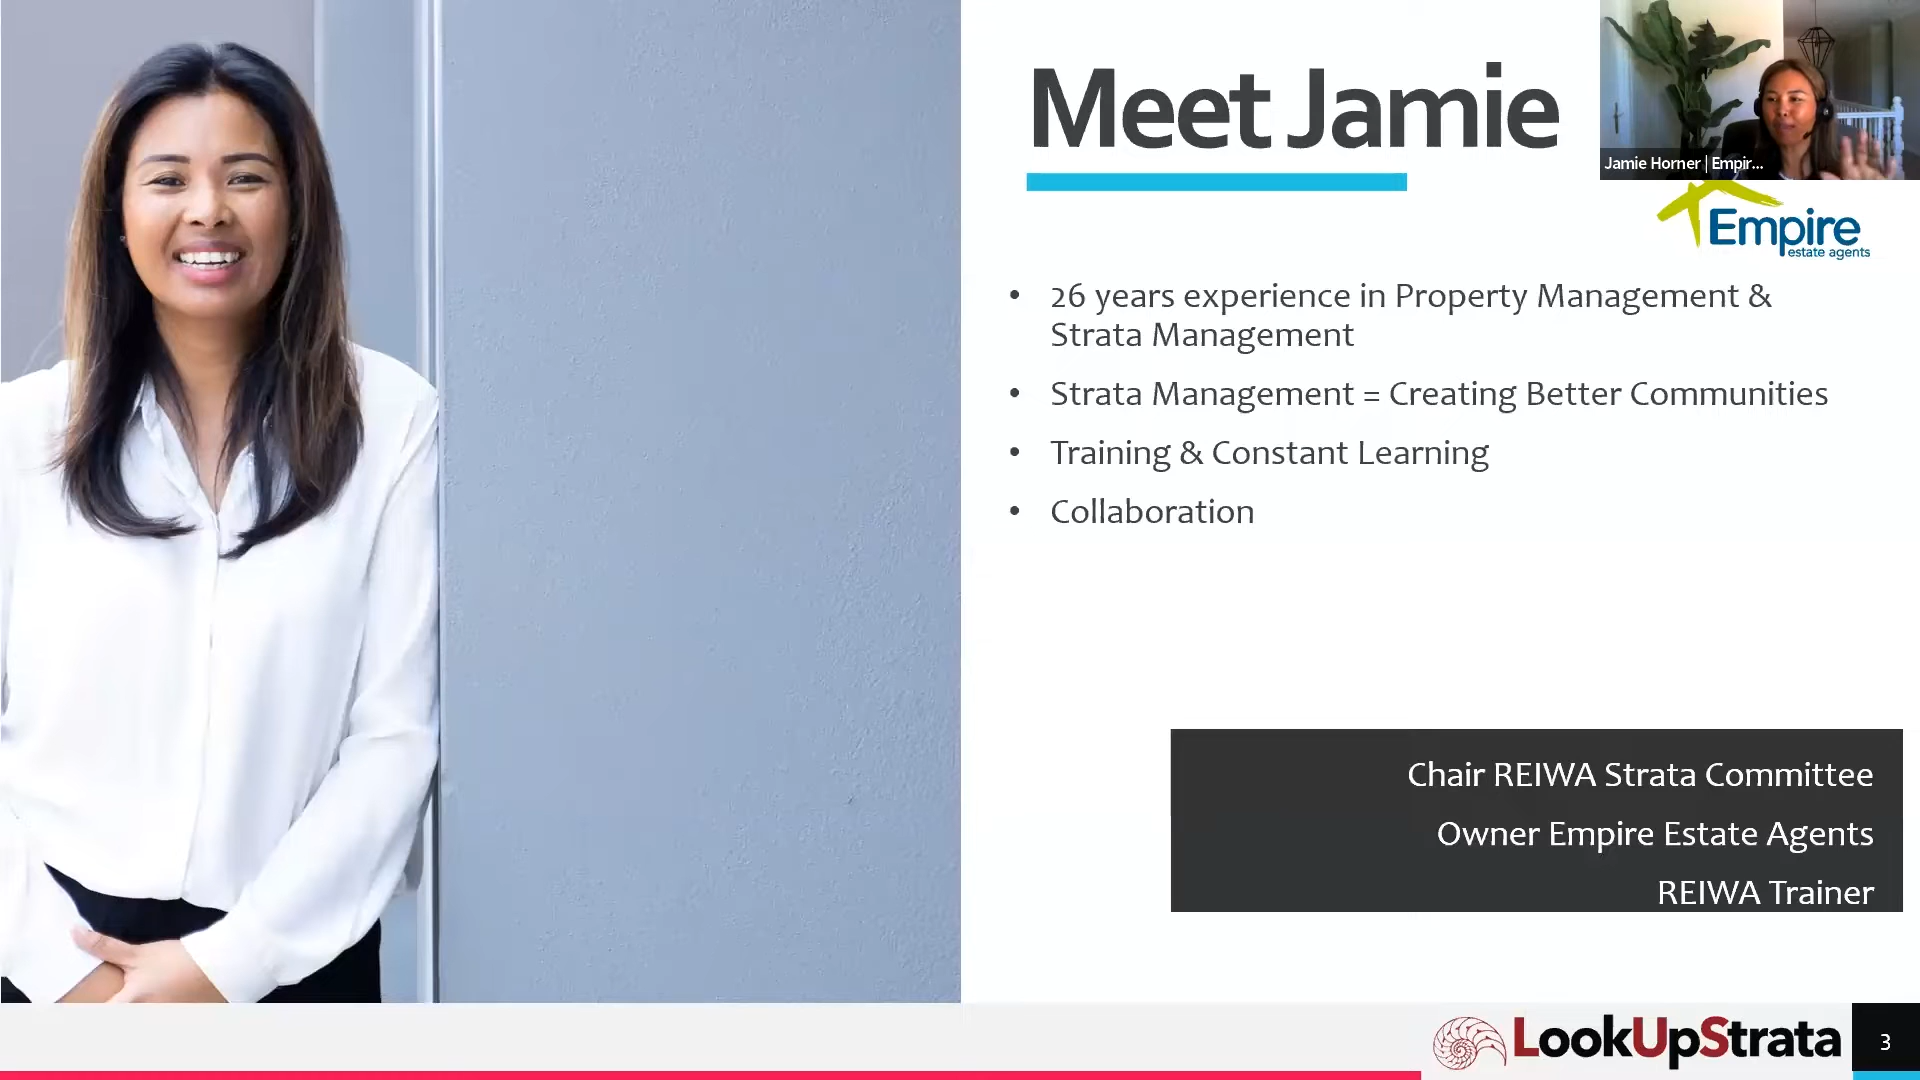 Meet Jamie
Jamie Horner | Empir...
Empire
estate agents
• 26 years experience in Property Management &
Strata Management
• Strata Management = Creating Better Communities
• Training & Constant Learning
• Collaboration
Chair REIWA Strata Committee
Owner Empire Estate Agents
REIWA Trainer
LookUpStrata
3